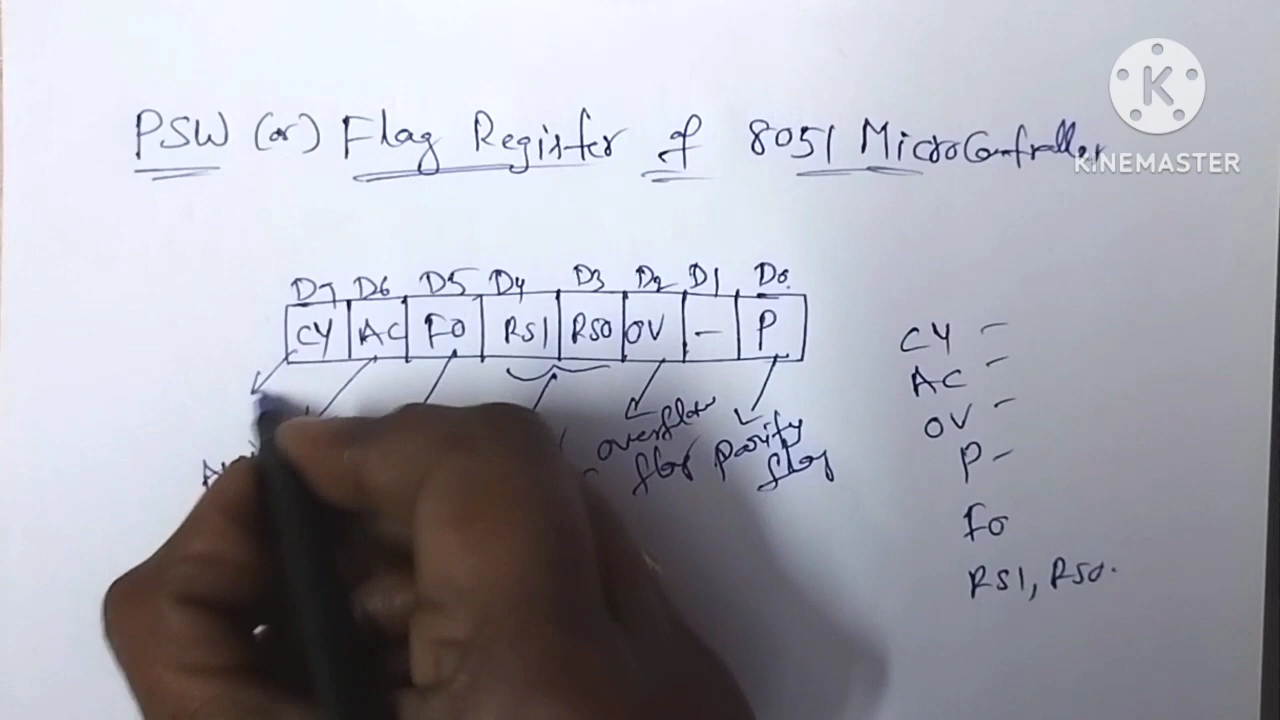 PSW (or) Flag Register of 8051 MicroController
KINEMASTER
D7 D6 D5 D4 D3 D2 D1 D0
CY AC F0 RS1 RS0 OV - P
CY -
AC -
OV -
P -
F0
RS1, RS0.
overflow
flag
parity
flag